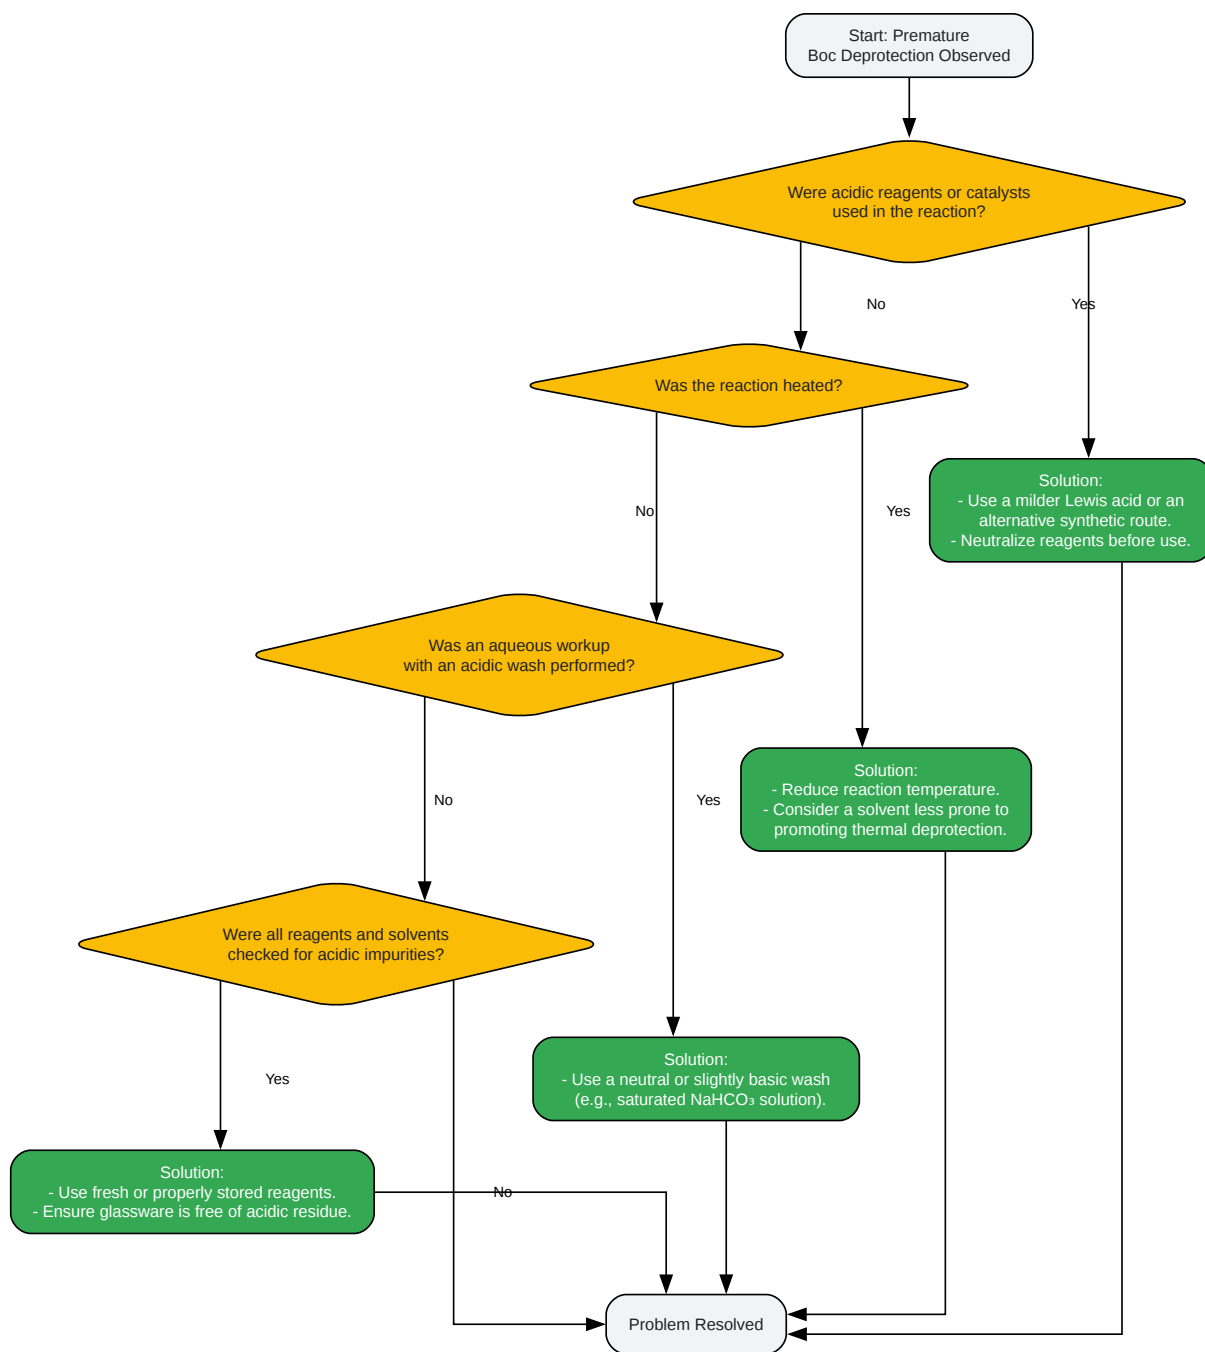 Start: Premature
Boc Deprotection Observed
Were acidic reagents or catalysts
used in the reaction?
No
Yes
Was the reaction heated?
Solution:
- Use a milder Lewis acid or an
alternative synthetic route.
- Neutralize reagents before use.
No
Yes
Was an aqueous workup
with an acidic wash performed?
Solution:
- Reduce reaction temperature.
- Consider a solvent less prone to
promoting thermal deprotection.
No
Yes
Were all reagents and solvents
checked for acidic impurities?
Solution:
- Use a neutral or slightly basic wash
(e.g., saturated NaHCO₃ solution).
Yes
Solution:
- Use fresh or properly stored reagents.
- Ensure glassware is free of acidic residue.
No
Problem Resolved